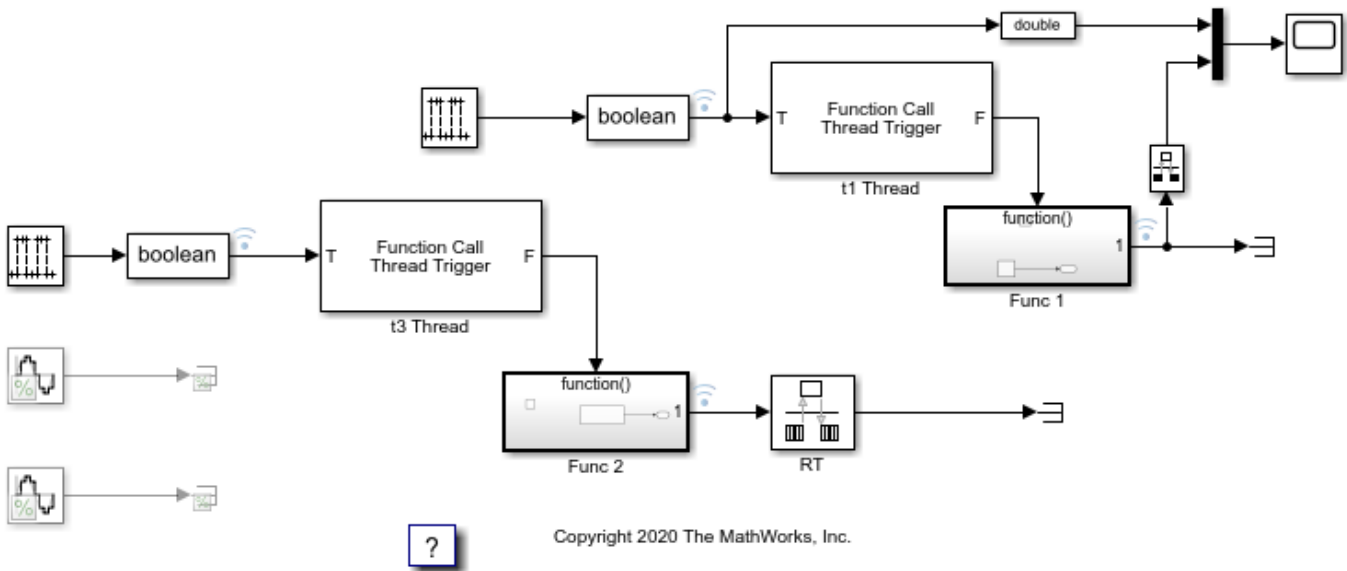 double
boolean
T
Function Call
Thread Trigger
F
t1 Thread
function()
1
Func 1
boolean
T
Function Call
Thread Trigger
F
t3 Thread
function()
1
Func 2
RT
%
%
%
%
?
Copyright 2020 The MathWorks, Inc.